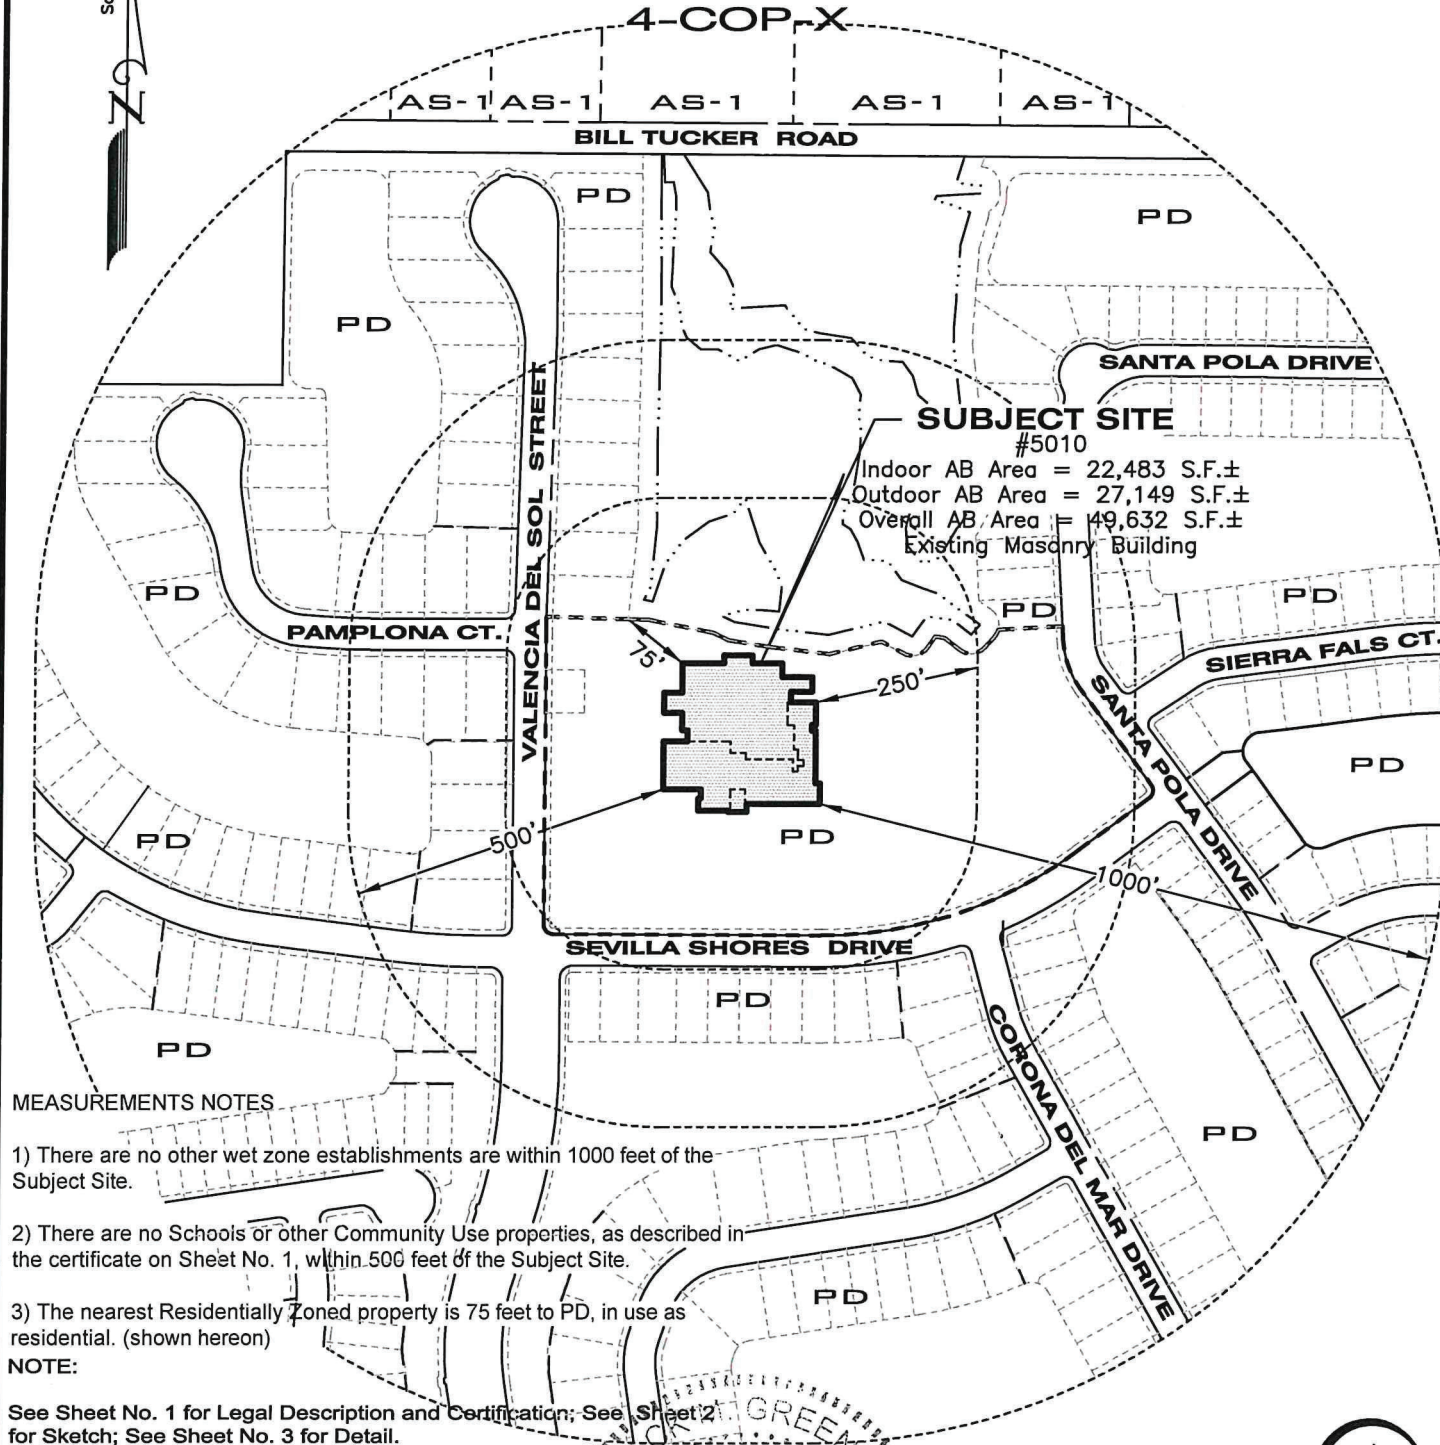 Sc
N
4-COP-X
AS-1
AS-1
AS-1
AS-1
AS-1
BILL TUCKER ROAD
PD
PD
PD
SANTA POLA DRIVE
VALENCIA DEL SOL STREET
SUBJECT SITE
#5010
Indoor AB Area = 22,483 S.F.±
Outdoor AB Area = 27,149 S.F.±
Overall AB Area = 49,632 S.F.±
Existing Masonry Building
PD
PD
PD
PAMPLONA CT.
SIERRA FALS CT.
75'
250'
SANTA POLA DRIVE
PD
PD
500'
PD
1000'
SEVILLA SHORES DRIVE
PD
PD
CORONA DEL MAR DRIVE
PD
PD
MEASUREMENTS NOTES
1) There are no other wet zone establishments are within 1000 feet of the
Subject Site.
2) There are no Schools or other Community Use properties, as described in
the certificate on Sheet No. 1, within 500 feet of the Subject Site.
3) The nearest Residentially Zoned property is 75 feet to PD, in use as
residential. (shown hereon)
NOTE:
See Sheet No. 1 for Legal Description and Certification; See Sheet 2
for Sketch; See Sheet No. 3 for Detail.
GREEN